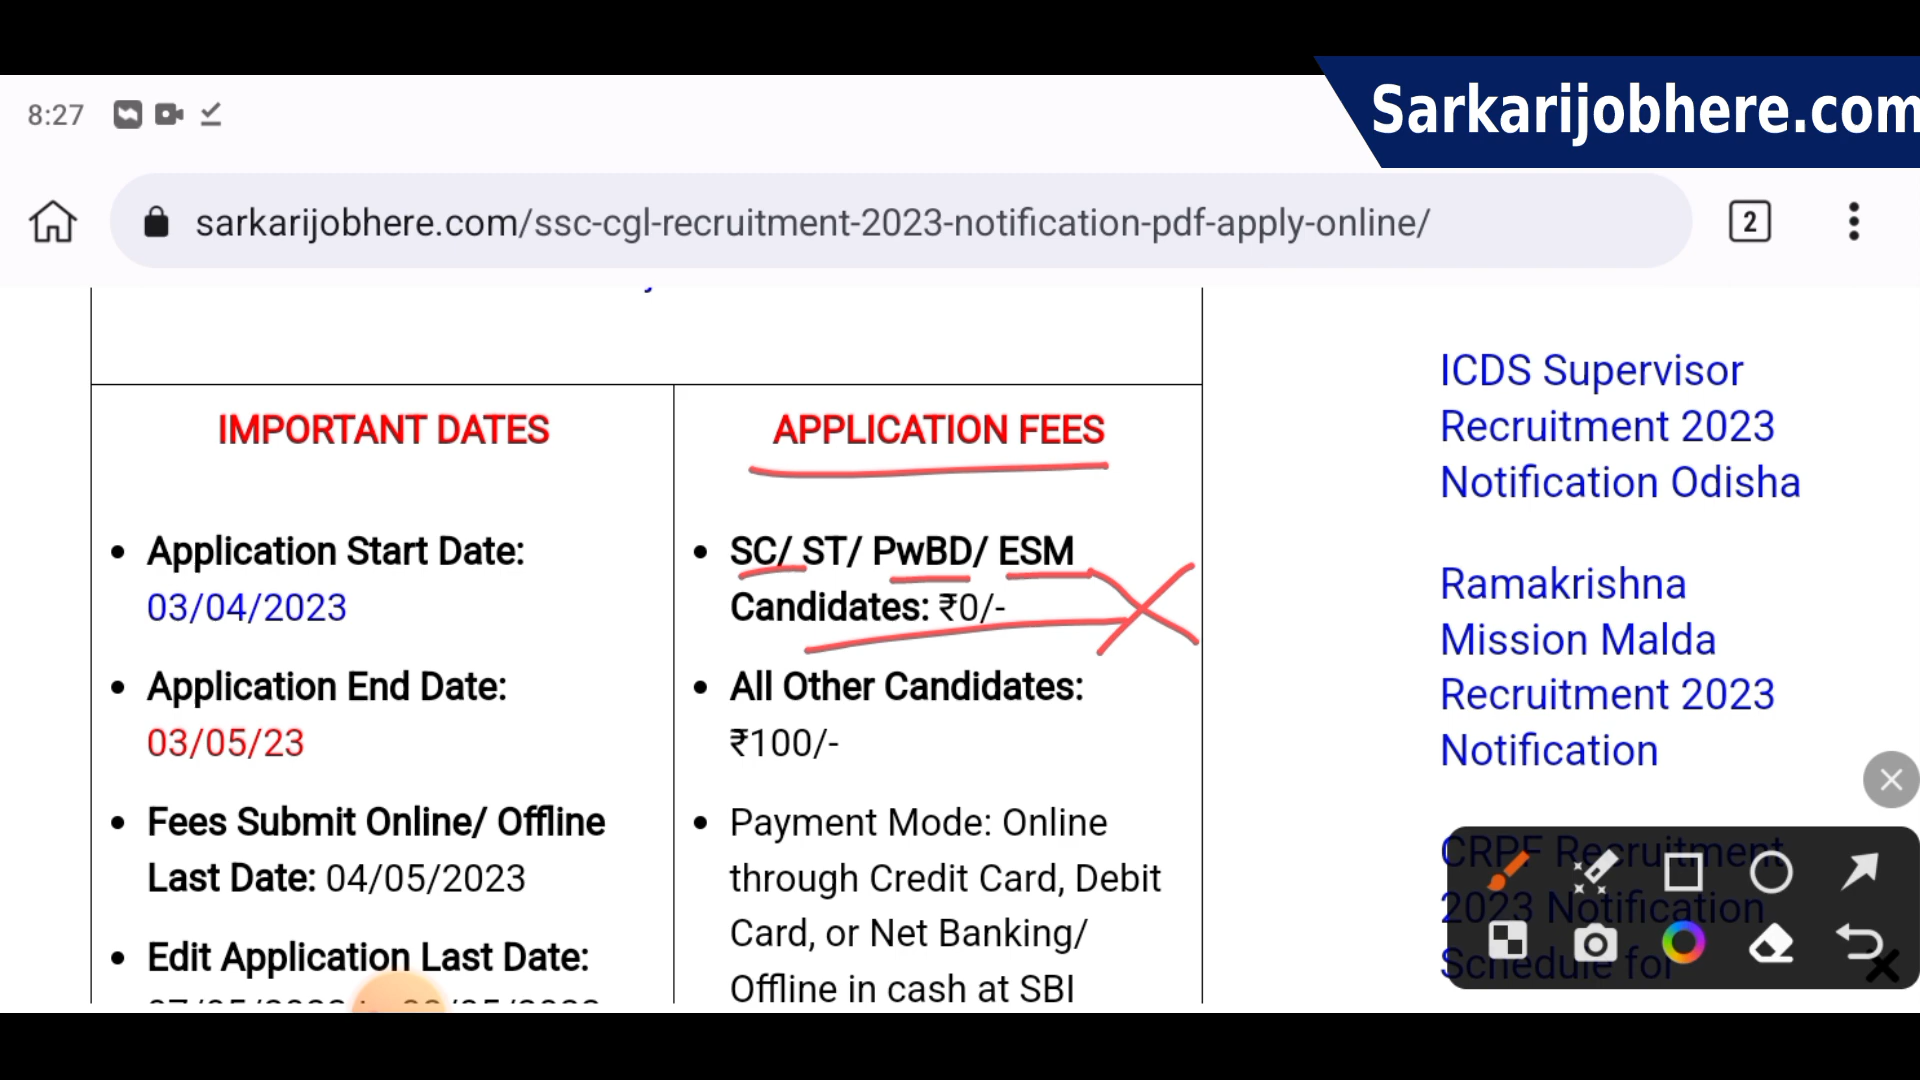 Sarkarijobhere.com
8:27
sarkarijobhere.com/ssc-cgl-recruitment-2023-notification-pdf-apply-online/
2
IMPORTANT DATES
Application Start Date:
03/04/2023
Application End Date:
03/05/23
Fees Submit Online/ Offline
Last Date: 04/05/2023
Edit Application Last Date:
APPLICATION FEES
SC/ ST/ PwBD/ ESM
Candidates: ₹0/-
All Other Candidates:
₹100/-
Payment Mode: Online
through Credit Card, Debit
Card, or Net Banking/
Offline in cash at SBI
ICDS Supervisor
Recruitment 2023
Notification Odisha
Ramakrishna
Mission Malda
Recruitment 2023
Notification
CRPF Recruitment
2023 Notification
Schedule for